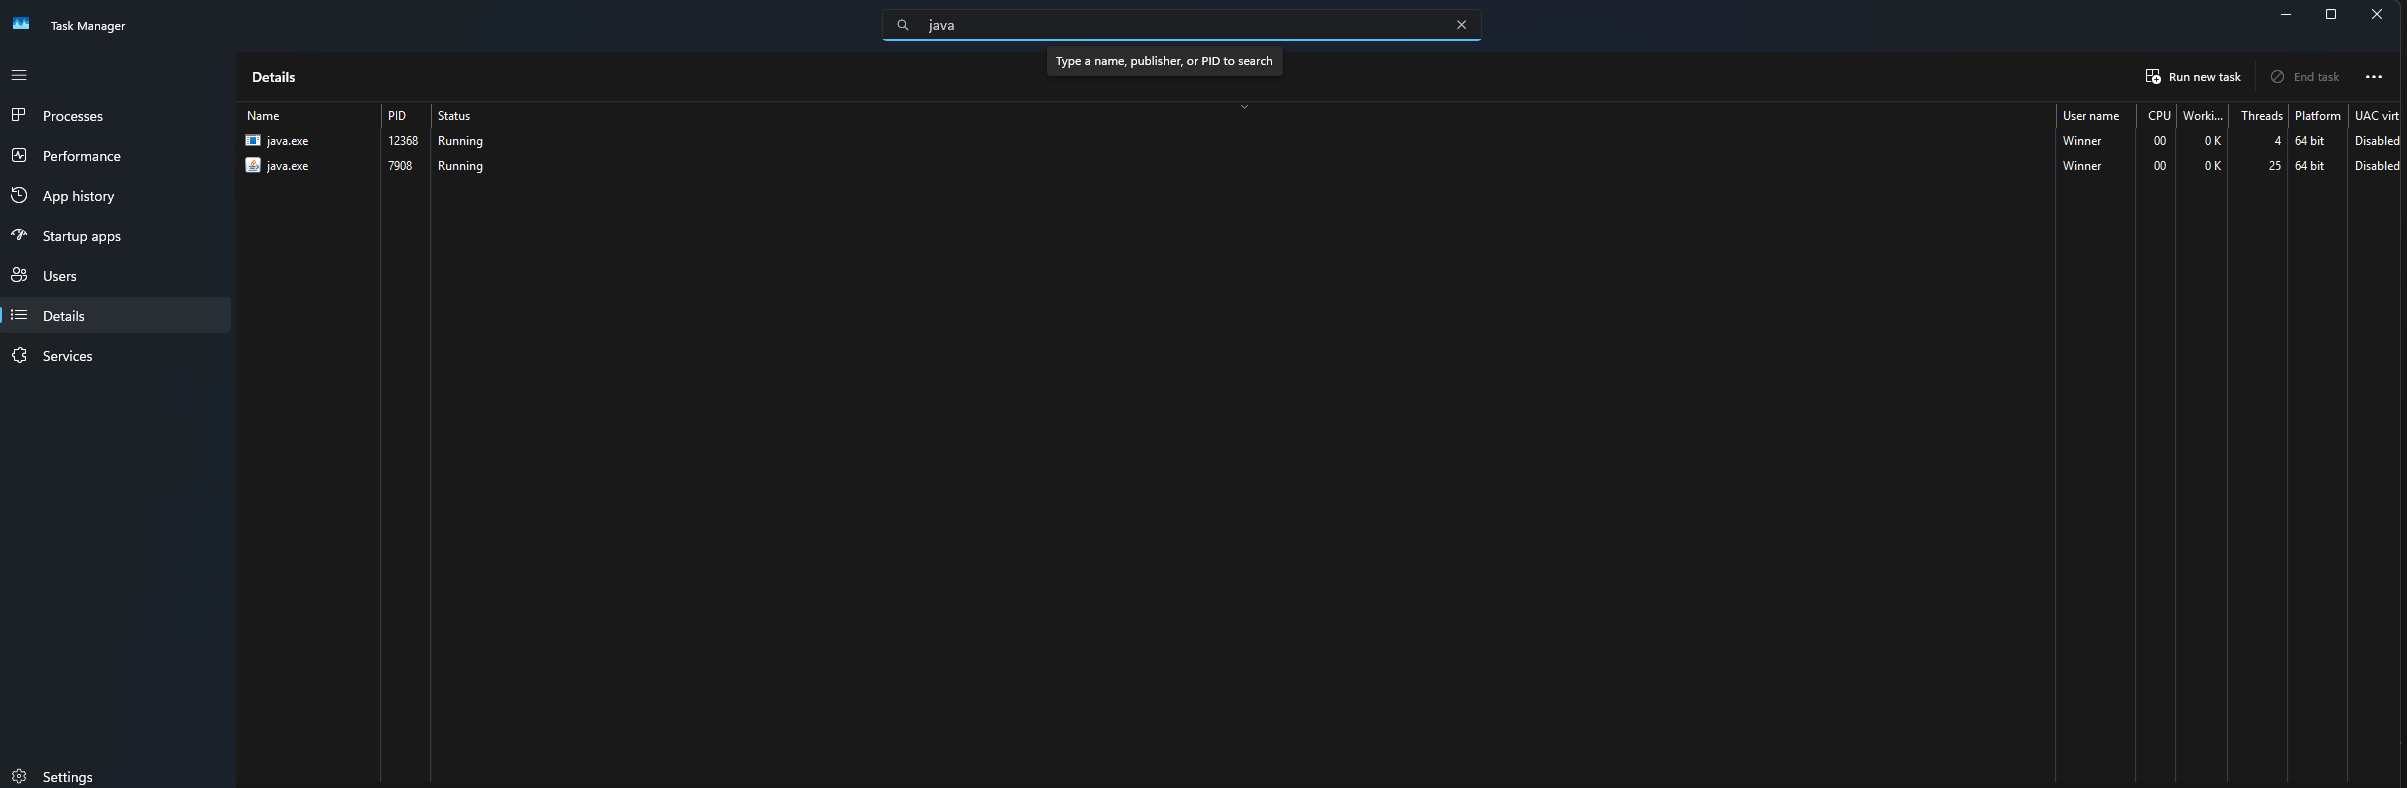 Task Manager
java
Type a name, publisher, or PID to search
Details
Run new task
End task
Processes
Performance
App history
Startup apps
Users
Details
Services
Settings
Name PID Status User name CPU Worki... Threads Platform UAC virt
java.exe 12368 Running Winner 00 0 K 4 64 bit Disabled
java.exe 7908 Running Winner 00 0 K 25 64 bit Disabled